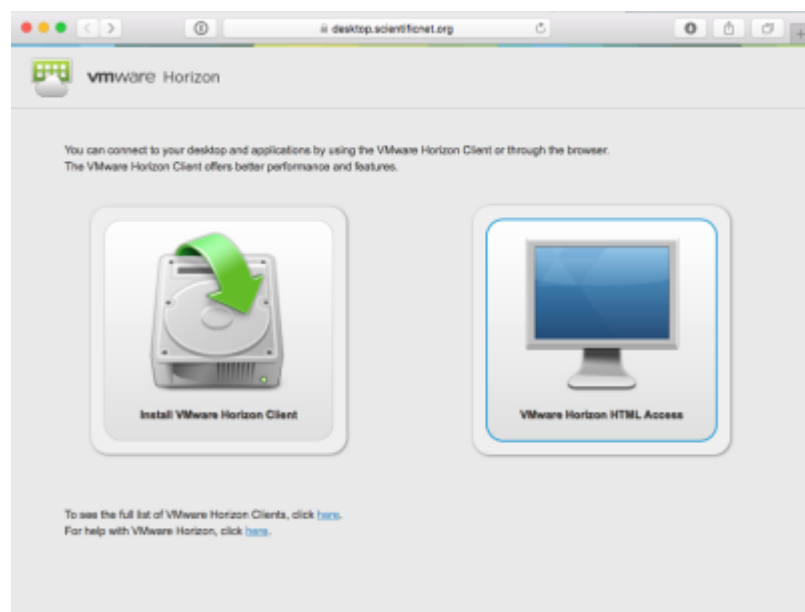 desktop.scientificnet.org
vmware Horizon
You can connect to your desktop and applications by using the VMware Horizon Client or through the browser.
The VMware Horizon Client offers better performance and features.
Install VMware Horizon Client
VMware Horizon HTML Access
To see the full list of VMware Horizon Clients, click here.
For help with VMware Horizon, click here.